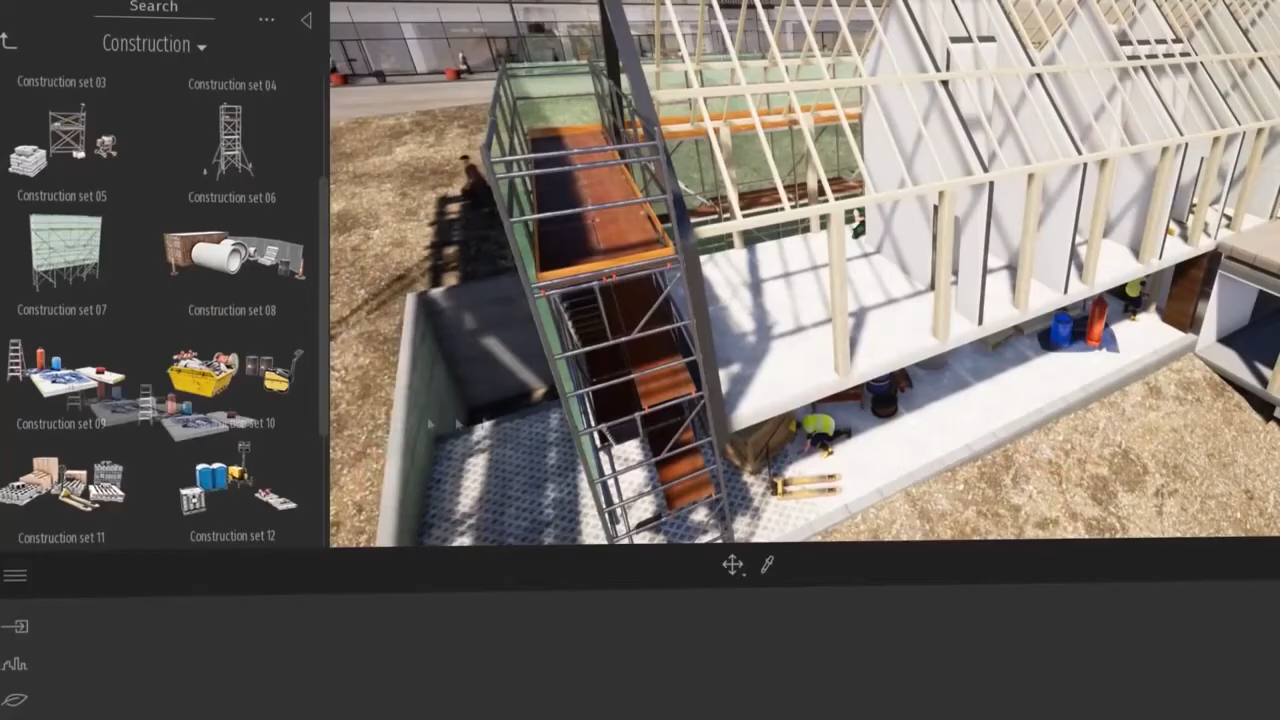 Search
Construction
Construction set 03
Construction set 04
Construction set 05
Construction set 06
Construction set 07
Construction set 08
Construction set 09
set 10
Construction set 11
Construction set 12